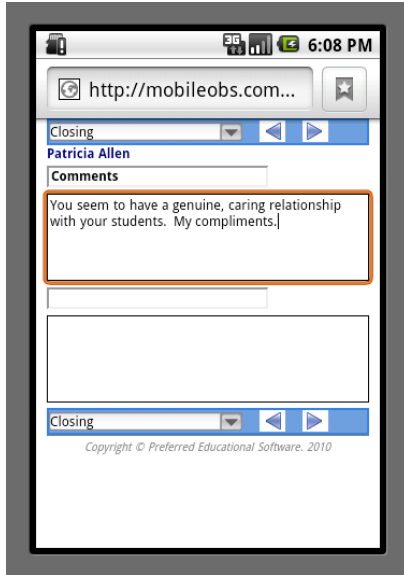 3G 6:08 PM
http://mobileobs.com...
Closing
Patricia Allen
Comments
You seem to have a genuine, caring relationship
with your students.  My compliments.
Closing
Copyright © Preferred Educational Software. 2010